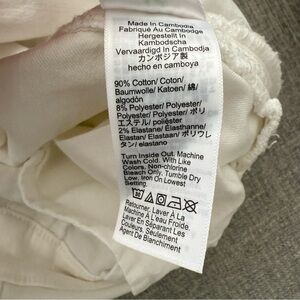 Made In Cambodia
Fabriqué Au Cambodge
Hergestellt In
Kambodscha
Vervaardigd In Cambodja
カンボジア製
hecho en camboya
90% Cotton/ Coton/
Baumwolle/ Katoen/ 綿/
algodón
8% Polyester/ Polyester/
Polyester/ Polyester/ ポリ
エステル/ poliéster
2% Elastane/ Elasthanne/
Elastan/ Elastaan/ ポリウレ
タン/ elastano
Turn Inside Out. Machine
Wash Cold. With Like
Colors, Non-chlorine
Bleach Only. Tumble Dry
Low. Iron On Lowest
Setting.
Retourner, Laver À La
Machine À L'eau Froide.
Laver En Séparant Les
Couleurs, Seulement
Agent De Blanchiment